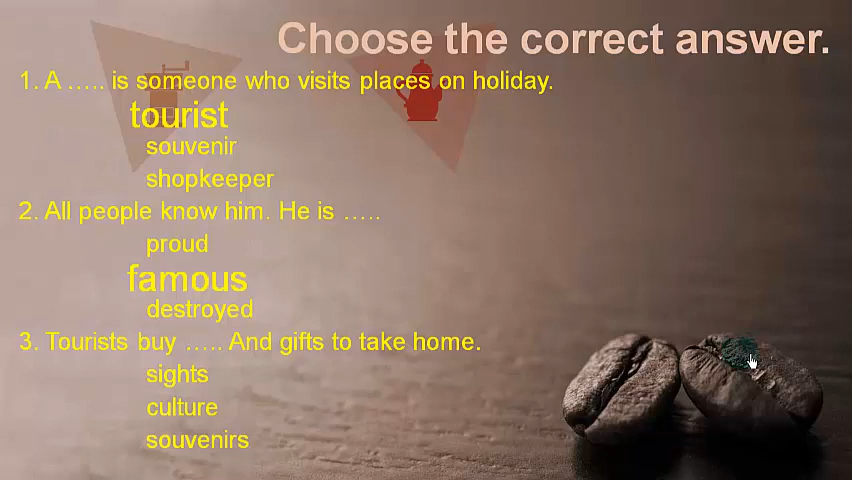 Choose the correct answer.
1. A ….. is someone who visits places on holiday.
tourist
souvenir
shopkeeper
2. All people know him. He is …..
proud
famous
destroyed
3. Tourists buy ….. And gifts to take home.
sights
culture
souvenirs